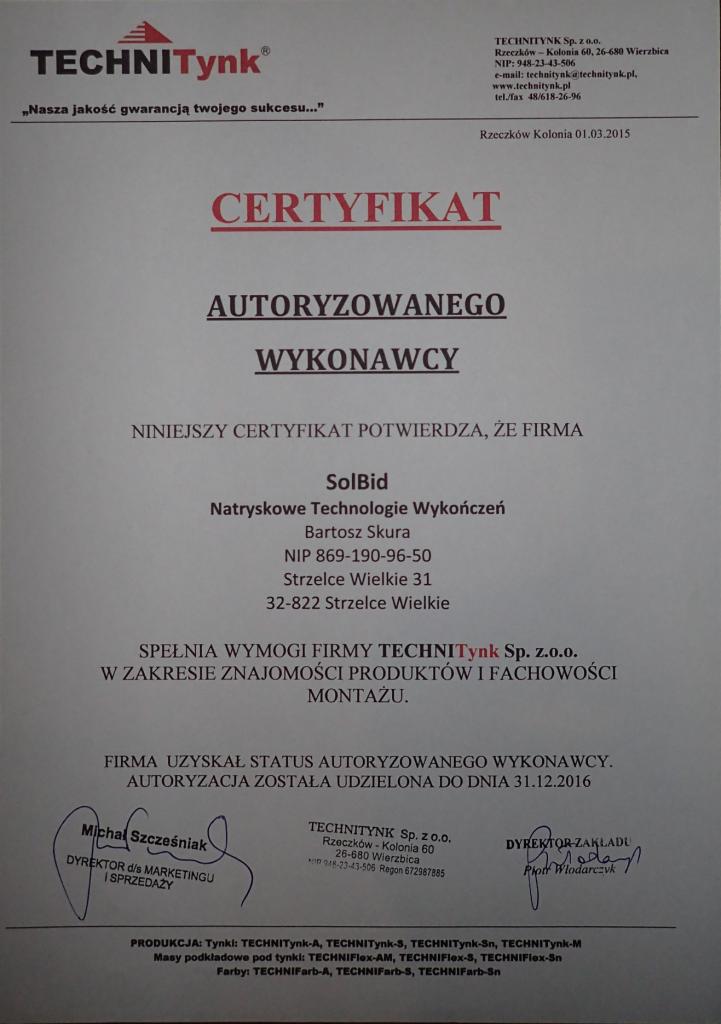 TECHNITynk®
„Nasza jakość gwarancją twojego sukcesu..."
TECHNITYNK Sp. z o.o.
Rzeczków – Kolonia 60, 26-680 Wierzbica
NIP: 948-23-43-506
e-mail: technitynk@technitynk.pl,
www.technitynk.pl
tel./fax 48/618-26-96
Rzeczków Kolonia 01.03.2015
CERTYFIKAT
AUTORYZOWANEGO
WYKONAWCY
NINIEJSZY CERTYFIKAT POTWIERDZA, ŻE FIRMA
SolBid
Natryskowe Technologie Wykończeń
Bartosz Skura
NIP 869-190-96-50
Strzelce Wielkie 31
32-822 Strzelce Wielkie
SPEŁNIA WYMOGI FIRMY TECHNITynk Sp. z.o.o.
W ZAKRESIE ZNAJOMOŚCI PRODUKTÓW I FACHOWOŚCI
MONTAŻU.
FIRMA UZYSKAŁ STATUS AUTORYZOWANEGO WYKONAWCY.
AUTORYZACJA ZOSTAŁA UDZIELONA DO DNIA 31.12.2016
Michał Szcześniak
DYREKTOR d/s MARKETINGU
I SPRZEDAŻY
TECHNITYNK Sp. z o.o.
Rzeczków - Kolonia 60
26-680 Wierzbica
NIP 948-23-43-506 Regon 672987885
DYREKTOR ZAKŁADU
Piotr Włodarczyk
PRODUKCJA: Tynki: TECHNITynk-A, TECHNITynk-S, TECHNITynk-Sn, TECHNITynk-M
Masy podkładowe pod tynki: TECHNIFlex-AM, TECHNIFlex-S, TECHNIFlex-Sn
Farby: TECHNIFarb-A, TECHNIFarb-S, TECHNIFarb-Sn